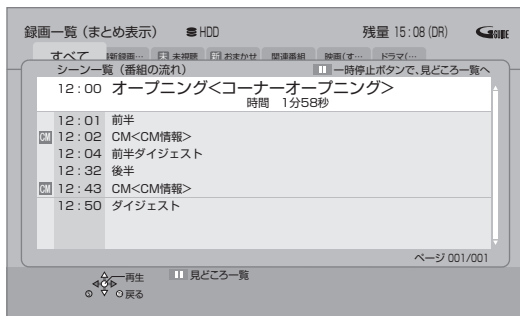 録画一覧（まとめ表示） HDD 残量 15:08 (DR) G-GUIDE
すべて 新録画… 未視聴 おまかせ 関連番組 映画(す… ドラマ(…
シーン一覧（番組の流れ） 一時停止ボタンで、見どころ一覧へ
12:00 オープニング<コーナーオープニング>
時間 1分58秒
12:01 前半
CM 12:02 CM<CM情報>
12:04 前半ダイジェスト
12:32 後半
CM 12:43 CM<CM情報>
12:50 ダイジェスト
ページ 001/001
再生 見どころ一覧
戻る